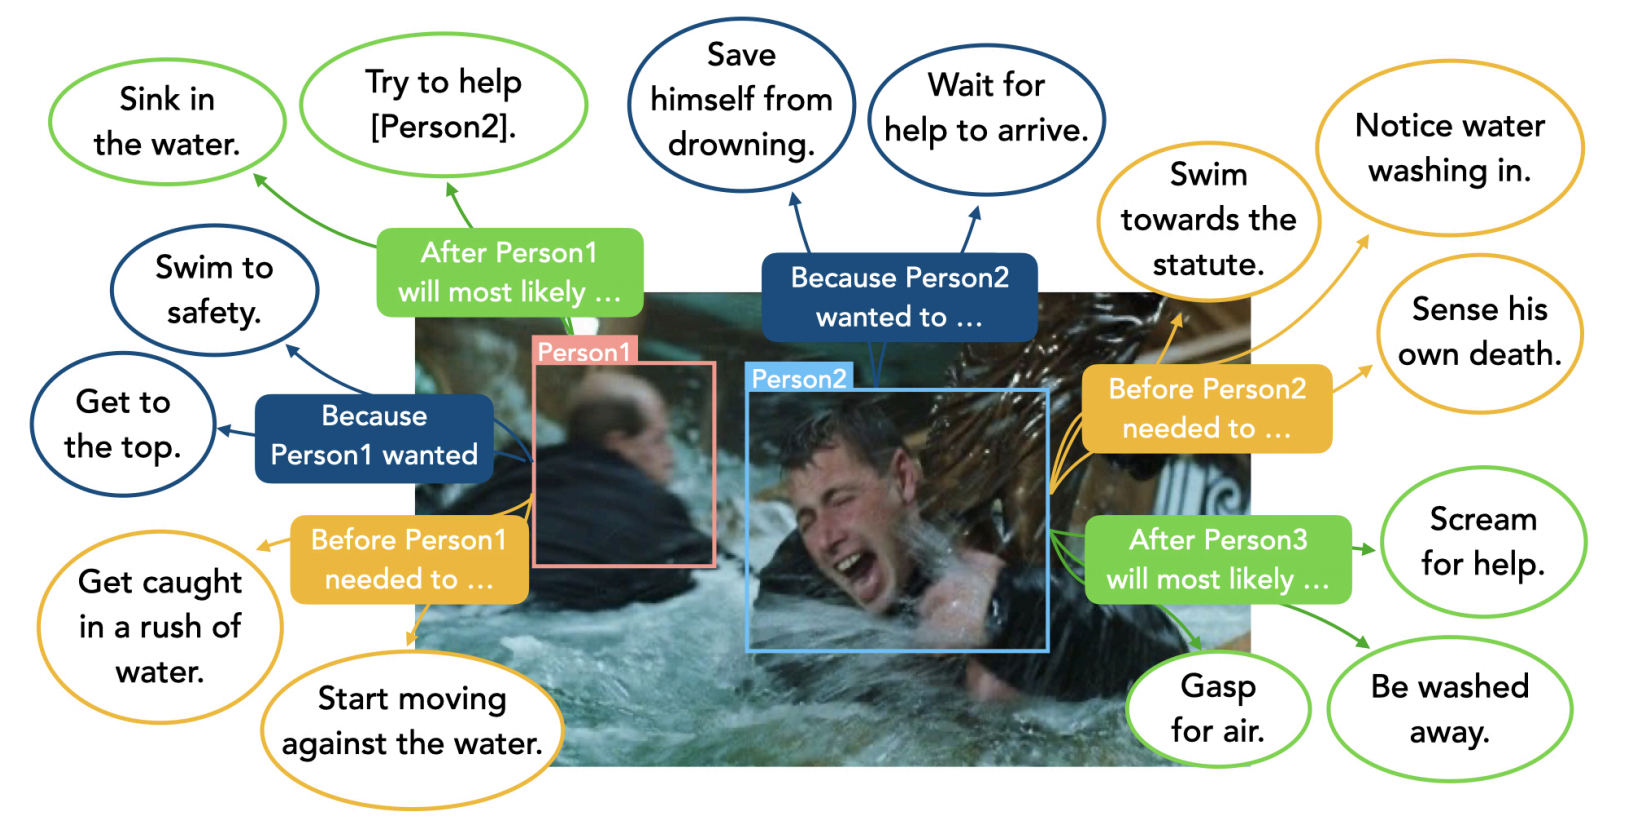 Sink in
the water.
Try to help
[Person2].
Save
himself from
drowning.
Wait for
help to arrive.
Notice water
washing in.
Swim
towards the
statute.
After Person1
will most likely ...
Because Person2
wanted to ...
Swim to
safety.
Sense his
own death.
Person1
Person2
Before Person2
needed to ...
Get to
the top.
Because
Person1 wanted
Before Person1
needed to ...
After Person3
will most likely ...
Scream
for help.
Get caught
in a rush of
water.
Start moving
against the water.
Gasp
for air.
Be washed
away.